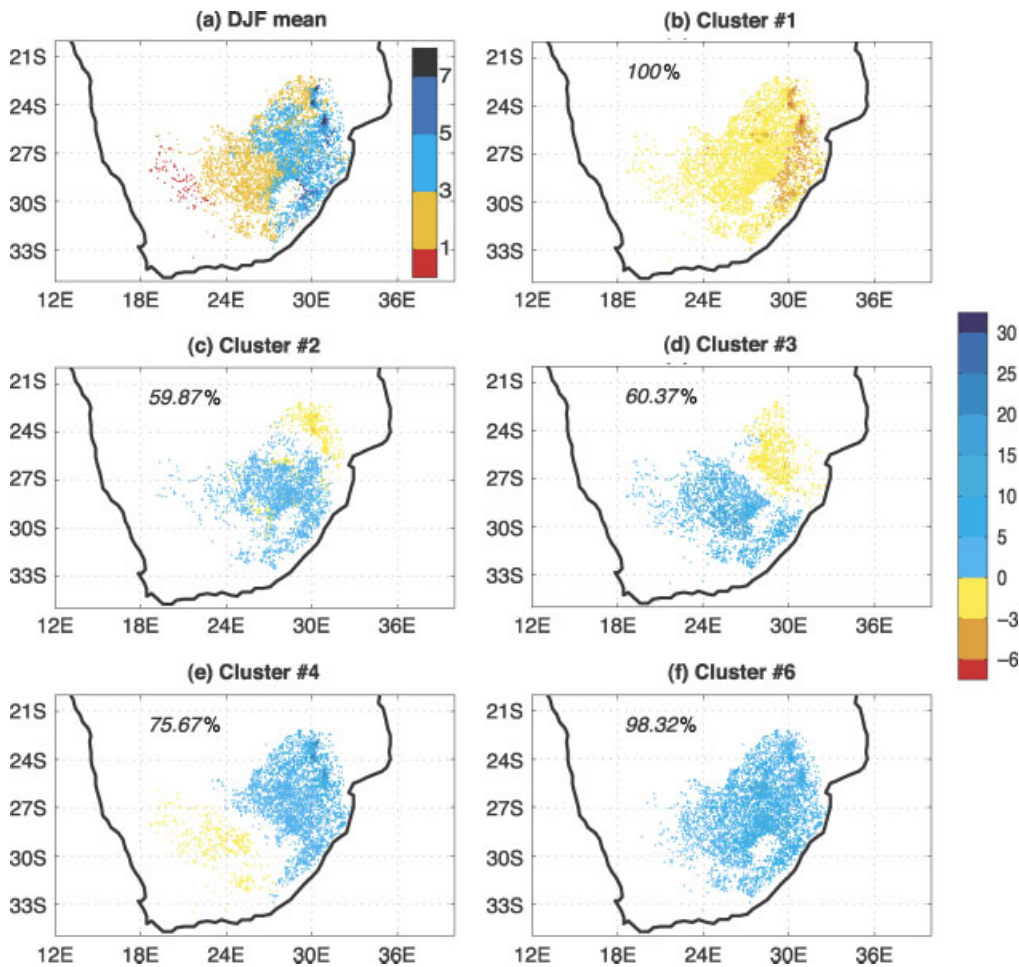 (a) DJF mean
(b) Cluster #1
21S
24S
27S
30S
33S
7
5
3
1
12E 18E 24E 30E 36E
21S
24S
27S
30S
33S
100%
12E 18E 24E 30E 36E
(c) Cluster #2
(d) Cluster #3
21S
24S
27S
30S
33S
59.87%
12E 18E 24E 30E 36E
21S
24S
27S
30S
33S
60.37%
12E 18E 24E 30E 36E
30
25
20
15
10
5
0
−3
−6
(e) Cluster #4
(f) Cluster #6
21S
24S
27S
30S
33S
75.67%
12E 18E 24E 30E 36E
21S
24S
27S
30S
33S
98.32%
12E 18E 24E 30E 36E